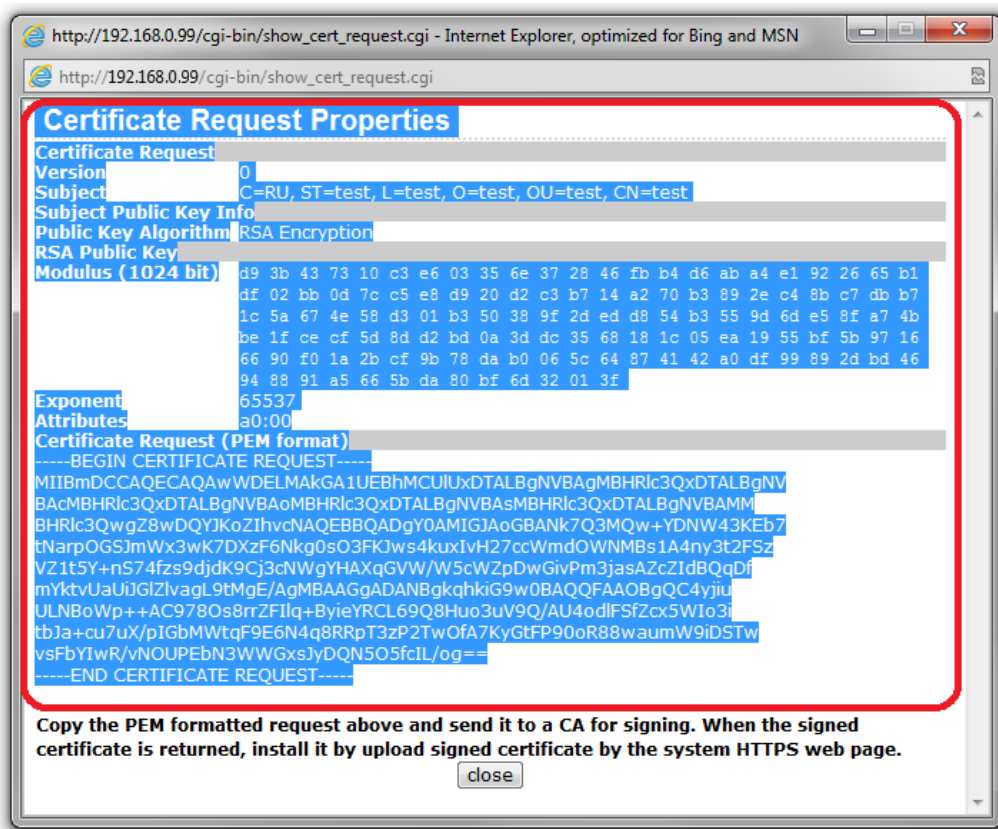 http://192.168.0.99/cgi-bin/show_cert_request.cgi - Internet Explorer, optimized for Bing and MSN
http://192.168.0.99/cgi-bin/show_cert_request.cgi
Certificate Request Properties
Certificate Request
Version 0
Subject C=RU, ST=test, L=test, O=test, OU=test, CN=test
Subject Public Key Info
Public Key Algorithm RSA Encryption
RSA Public Key
Modulus (1024 bit) d9 3b 43 73 10 c3 e6 03 35 6e 37 28 46 fb b4 d6 ab a4 e1 92 26 65 b1
df 02 bb 0d 7c c5 e8 d9 20 d2 c3 b7 14 a2 70 b3 89 2e c4 8b c7 db b7
1c 5a 67 4e 58 d3 01 b3 50 38 9f 2d ed d8 54 b3 55 9d 6d e5 8f a7 4b
be 1f ce cf 5d 8d d2 bd 0a 3d dc 35 68 18 1c 05 ea 19 55 bf 5b 97 16
66 90 f0 1a 2b cf 9b 78 da b0 06 5c 64 87 41 42 a0 df 99 89 2d bd 46
94 88 91 a5 66 5b da 80 bf 6d 32 01 3f
Exponent 65537
Attributes a0:00
Certificate Request (PEM format)
-----BEGIN CERTIFICATE REQUEST-----
MIIBmDCCAQECAQAwWDELMAkGA1UEBhMCUlUxDTALBgNVBAgMBHRlc3QxDTALBgNV
BAcMBHRlc3QxDTALBgNVBAoMBHRlc3QxDTALBgNVBAsMBHRlc3QxDTALBgNVBAMM
BHRlc3QwgZ8wDQYJKoZIhvcNAQEBBQADgY0AMIGJAoGBANk7Q3MQw+YDNW43KEb7
tNarpOGSJmWx3wK7DXzF6Nkg0sO3FKJws4kuxIvH27ccWmdOWNMBs1A4ny3t2FSz
VZ1t5Y+nS74fzs9djdK9Cj3cNWgYHAXqGVW/W5cWZpDwGivPm3jasAZcZIdBQqDf
mYktvUaUiJGlZlvagL9tMgE/AgMBAAGgADANBgkqhkiG9w0BAQQFAAOBgQC4yjiu
ULNBoWp++AC978Os8rrZFIlq+ByieYRCL69Q8Huo3uV9Q/AU4odlFSfZcx5WIo3i
tbJa+cu7uX/pIGbMWtqF9E6N4q8RRpT3zP2TwOfA7KyGtFP90oR88waumW9iDSTw
vsFbYIwR/vNOUPEbN3WWGxsJyDQN5O5fcIL/og==
-----END CERTIFICATE REQUEST-----
Copy the PEM formatted request above and send it to a CA for signing. When the signed
certificate is returned, install it by upload signed certificate by the system HTTPS web page.
close